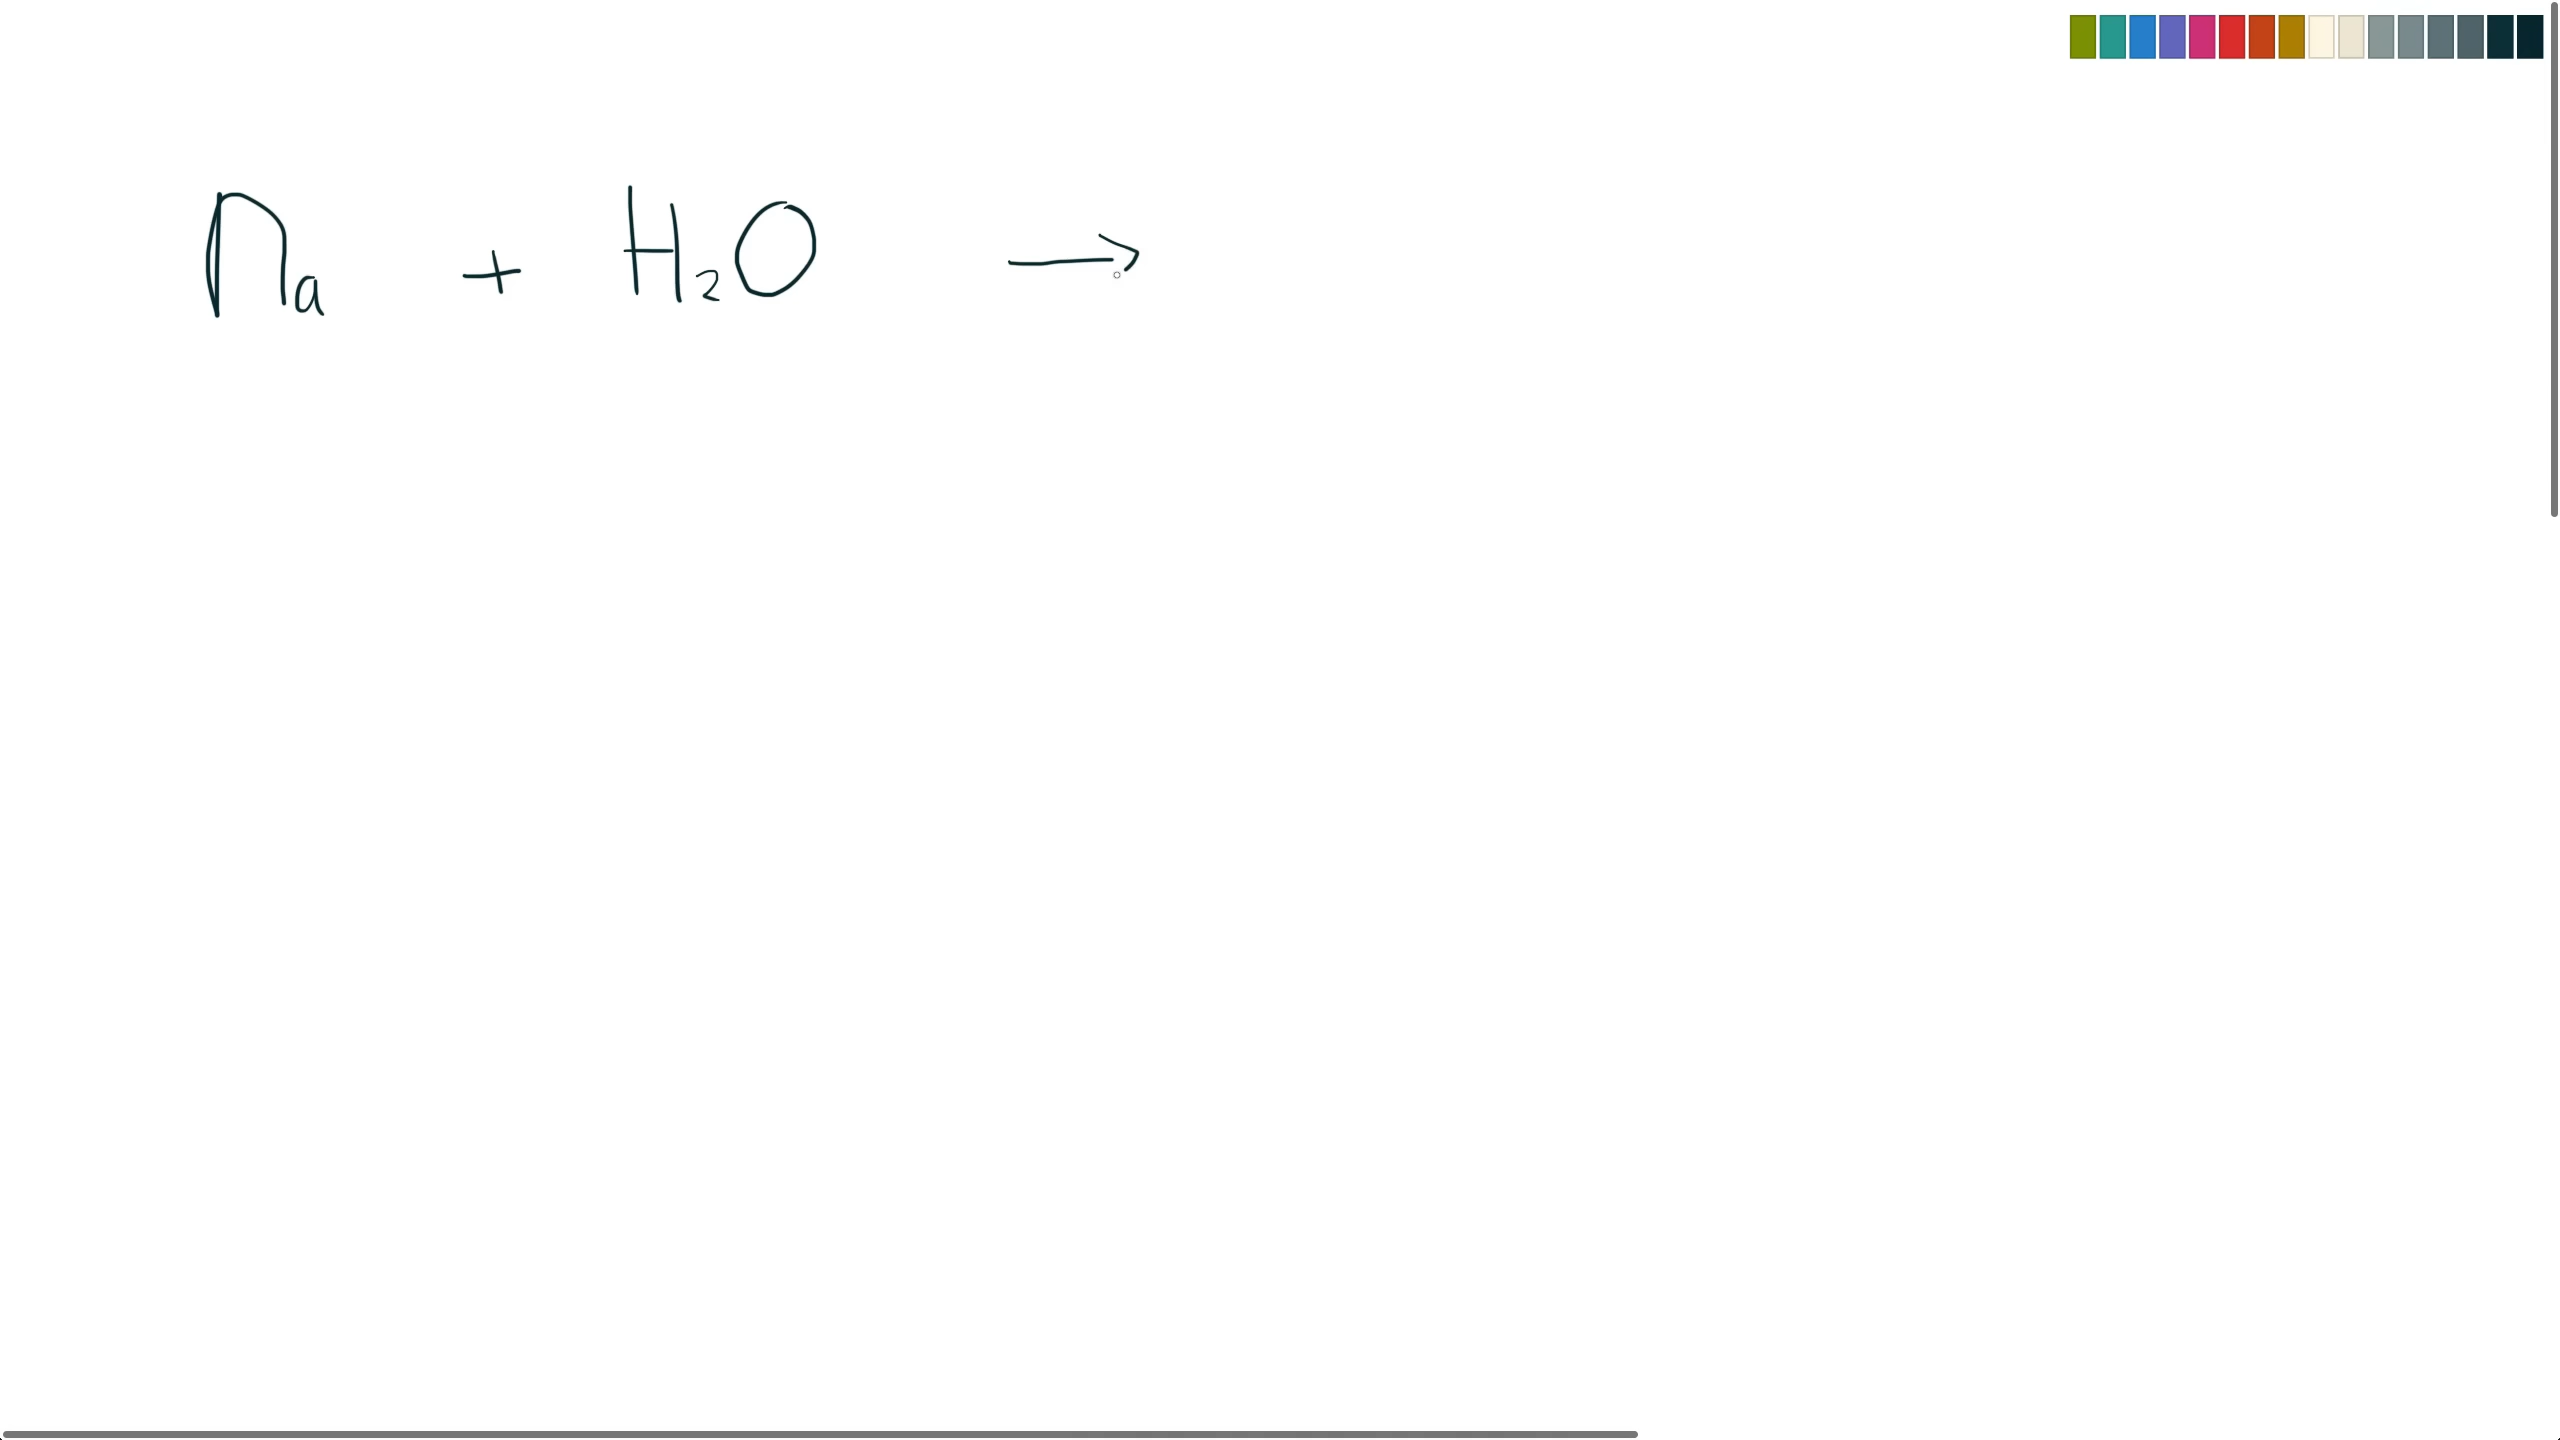 Na + H₂O →